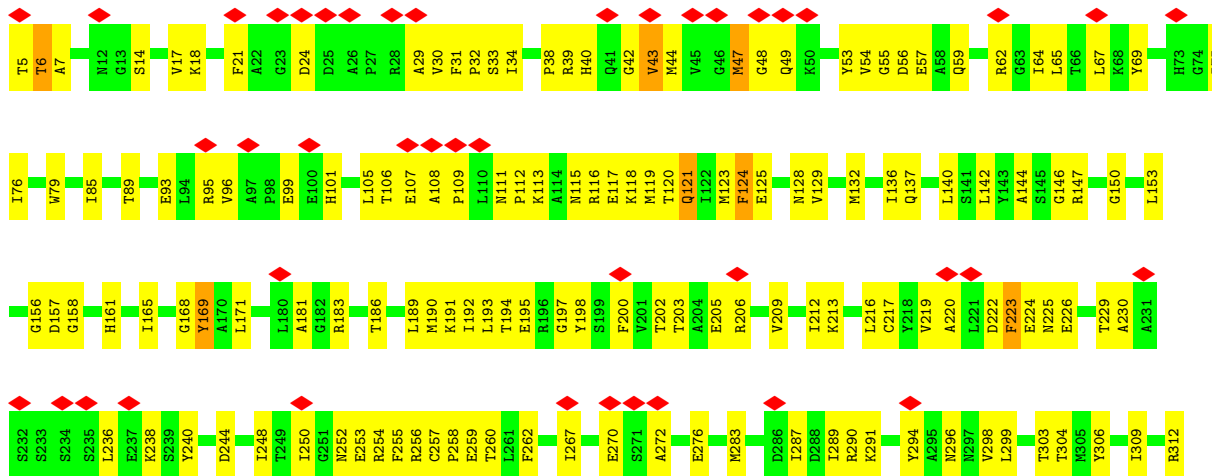 T5 T6 A7 N12 G13 S14 V17 K18 F21 A22 G23 D24 D25 A26 P27 R28 A29 V30 F31 P32 S33 I34 P38 R39 H40 Q41 G42 V43 M44 V45 G46 M47 G48 Q49 K50 Y53 V54 G55 D56 E57 A58 Q59 R62 G63 I64 L65 T66 L67 K68 Y69 H73 G74
I76 W79 I85 T89 E93 L94 R95 V96 A97 P98 E99 E100 H101 L105 T106 E107 A108 P109 L110 N111 P112 K113 A114 N115 R116 E117 K118 M119 T120 Q121 I122 M123 F124 E125 N128 V129 M132 I136 Q137 L140 S141 L142 Y143 A144 S145 G146 R147 G150 L153
G156 D157 G158 H161 I165 G168 Y169 A170 L171 L180 A181 G182 R183 T186 L189 M190 K191 I192 L193 T194 E195 R196 G197 Y198 S199 F200 V201 T202 T203 A204 E205 R206 V209 I212 K213 L216 C217 Y218 V219 A220 L221 D222 F223 E224 N225 E226 T229 A230 A231
S232 S233 S234 S235 L236 E237 K238 S239 Y240 D244 I248 T249 I250 G251 N252 E253 R254 F255 R256 C257 P258 E259 T260 L261 F262 I267 E270 S271 A272 E276 M283 D286 I287 D288 I289 R290 K291 Y294 A295 N296 N297 V298 L299 T303 T304 M305 Y306 I309 R312